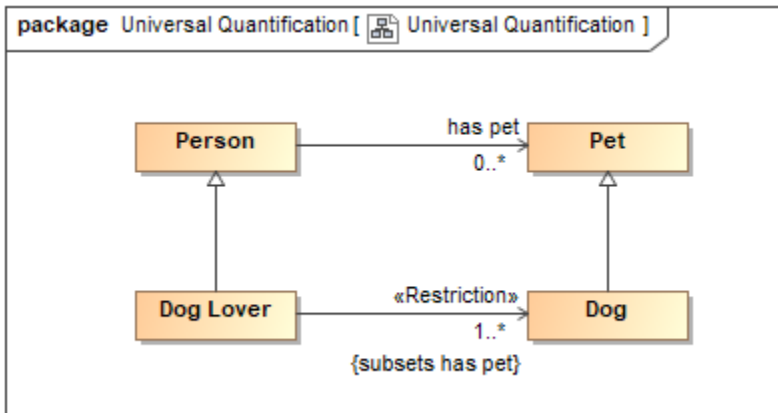 package Universal Quantification [ Universal Quantification ]
Person
has pet
0..*
Pet
Dog Lover
«Restriction»
1..*
{subsets has pet}
Dog